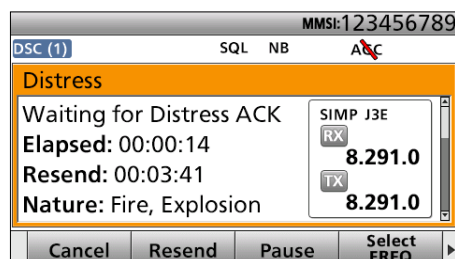 MMSI:123456789
DSC (1) SQL NB AGC
Distress
Waiting for Distress ACK
Elapsed: 00:00:14
Resend: 00:03:41
Nature: Fire, Explosion
SIMP J3E
RX
8.291.0
TX
8.291.0
Cancel Resend Pause Select
FREQ